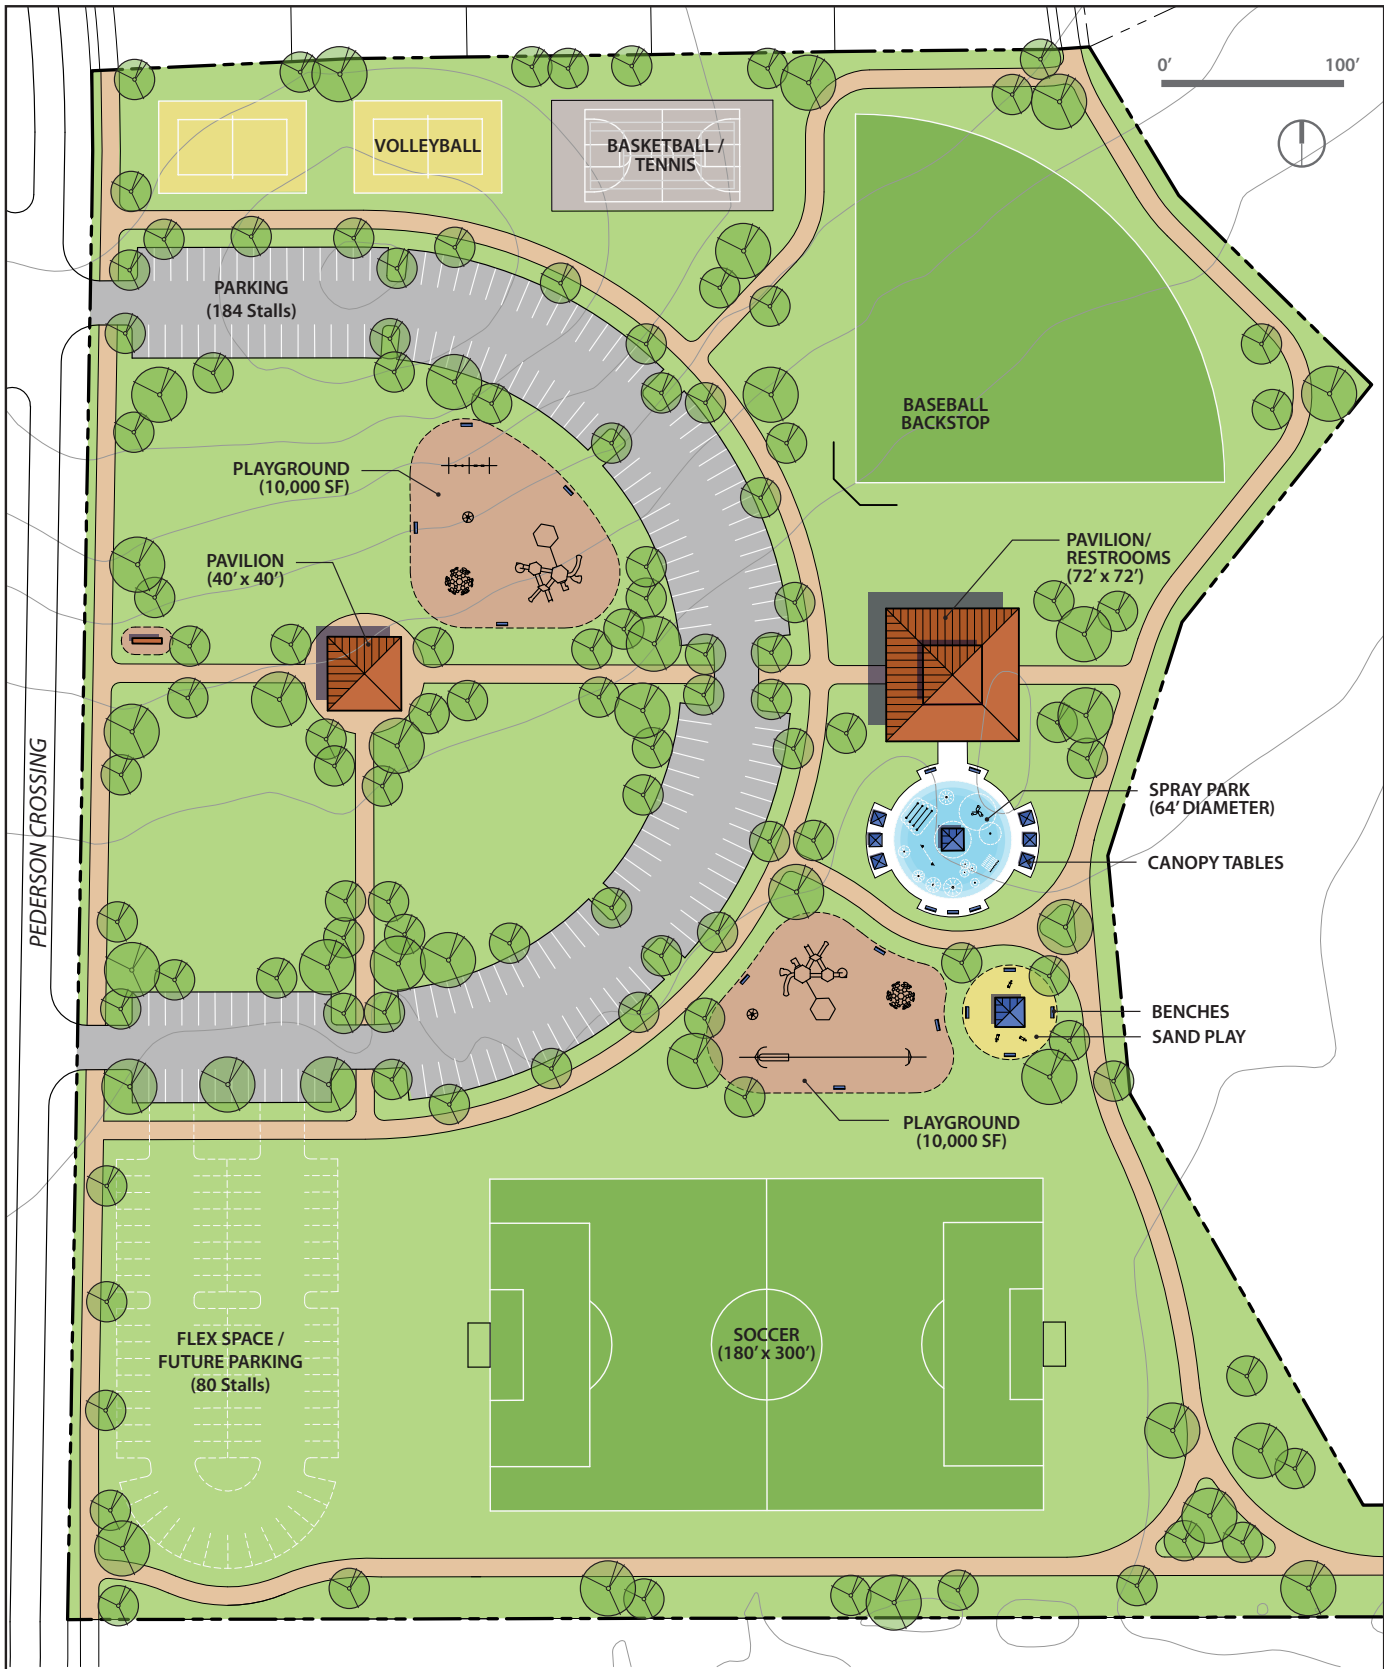 0'
100'
VOLLEYBALL
BASKETBALL /
TENNIS
PARKING
(184 Stalls)
BASEBALL
BACKSTOP
PLAYGROUND
(10,000 SF)
PAVILION
(40' x 40')
PAVILION/
RESTROOMS
(72' x 72')
PEDERSON CROSSING
SPRAY PARK
(64' DIAMETER)
CANOPY TABLES
BENCHES
SAND PLAY
PLAYGROUND
(10,000 SF)
FLEX SPACE /
FUTURE PARKING
(80 Stalls)
SOCCER
(180' x 300')